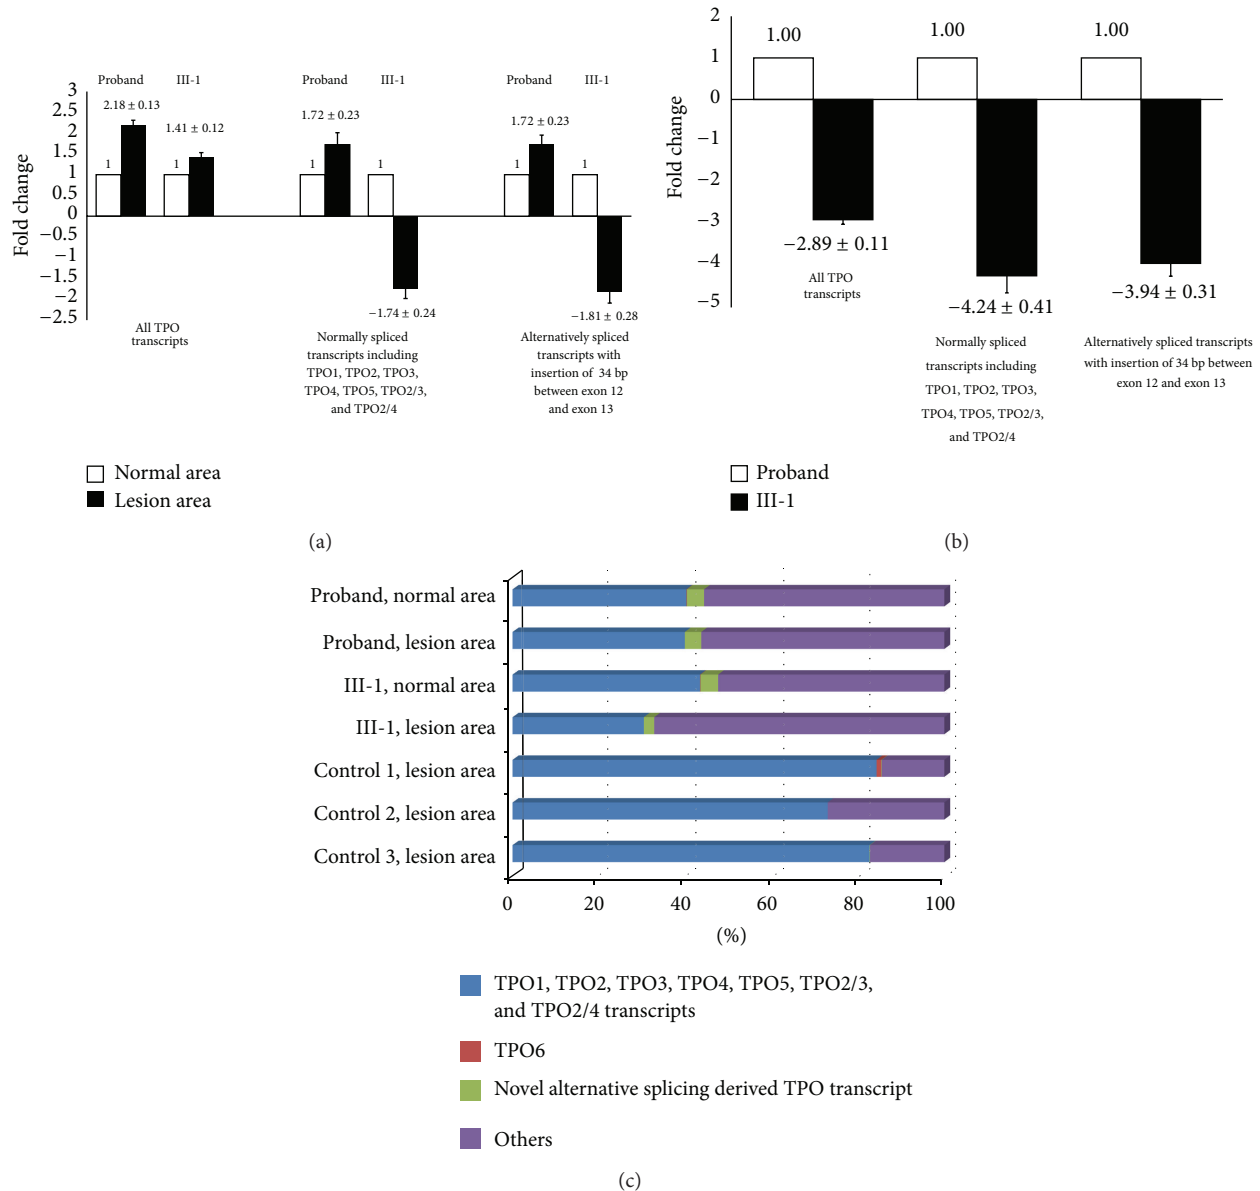 Proband
III-1
Proband
III-1
Proband
III-1
Fold change
3
2.5
2
1.5
1
0.5
0
−0.5
−1
−1.5
−2
−2.5
1
2.18 ± 0.13
1
1.41 ± 0.12
1
1.72 ± 0.23
1
−1.74 ± 0.24
1
1.72 ± 0.23
1
−1.81 ± 0.28
All TPO
transcripts
Normally spliced
transcripts including
TPO1, TPO2, TPO3,
TPO4, TPO5, TPO2/3,
and TPO2/4
Alternatively spliced
transcripts with
insertion of 34 bp
between exon 12
and exon 13
Normal area
Lesion area
(a)
Fold change
2
1
0
−1
−2
−3
−4
−5
1.00
1.00
1.00
−2.89 ± 0.11
−4.24 ± 0.41
−3.94 ± 0.31
All TPO
transcripts
Normally spliced
transcripts including
TPO1, TPO2, TPO3,
TPO4, TPO5, TPO2/3,
and TPO2/4
Alternatively spliced transcripts
with insertion of 34 bp between
exon 12 and exon 13
Proband
III-1
(b)
Proband, normal area
Proband, lesion area
III-1, normal area
III-1, lesion area
Control 1, lesion area
Control 2, lesion area
Control 3, lesion area
0
20
40
60
80
100
(%)
TPO1, TPO2, TPO3, TPO4, TPO5, TPO2/3,
and TPO2/4 transcripts
TPO6
Novel alternative splicing derived TPO transcript
Others
(c)